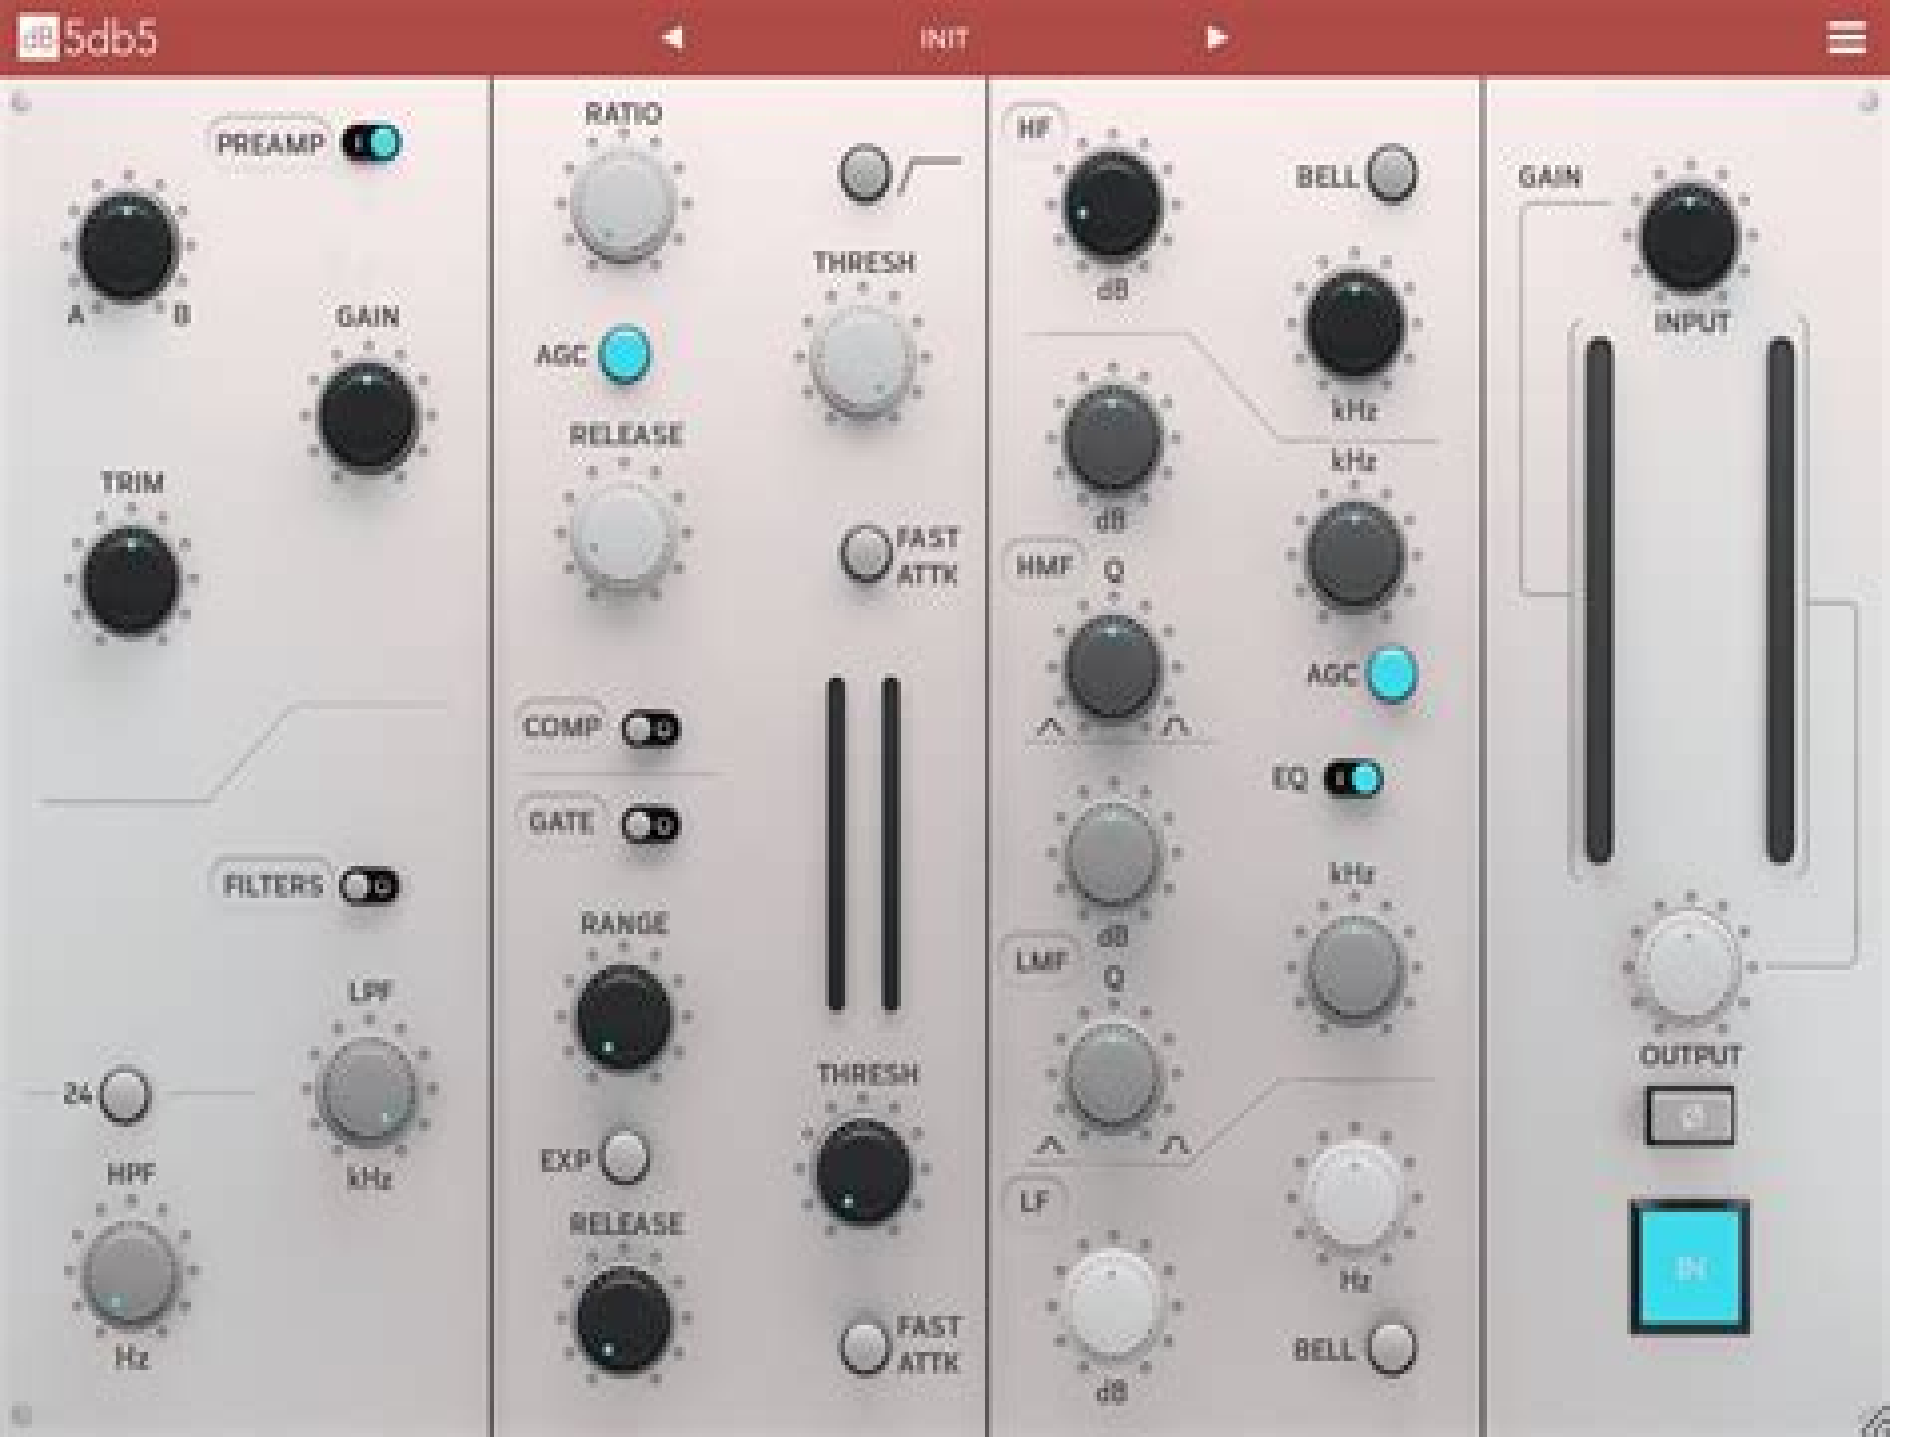 dB 5db5
INIT
PREAMP
A B
GAIN
TRIM
FILTERS
LPF
kHz
24
HPF
Hz
RATIO
THRESH
AGC
RELEASE
FAST
ATTK
COMP
GATE
RANGE
THRESH
EXP
RELEASE
FAST
ATTK
HF
dB
BELL
kHz
kHz
dB
HMF
Q
AGC
EQ
kHz
dB
LMF
Q
LF
Hz
dB
BELL
GAIN
INPUT
OUTPUT
Ø
IN